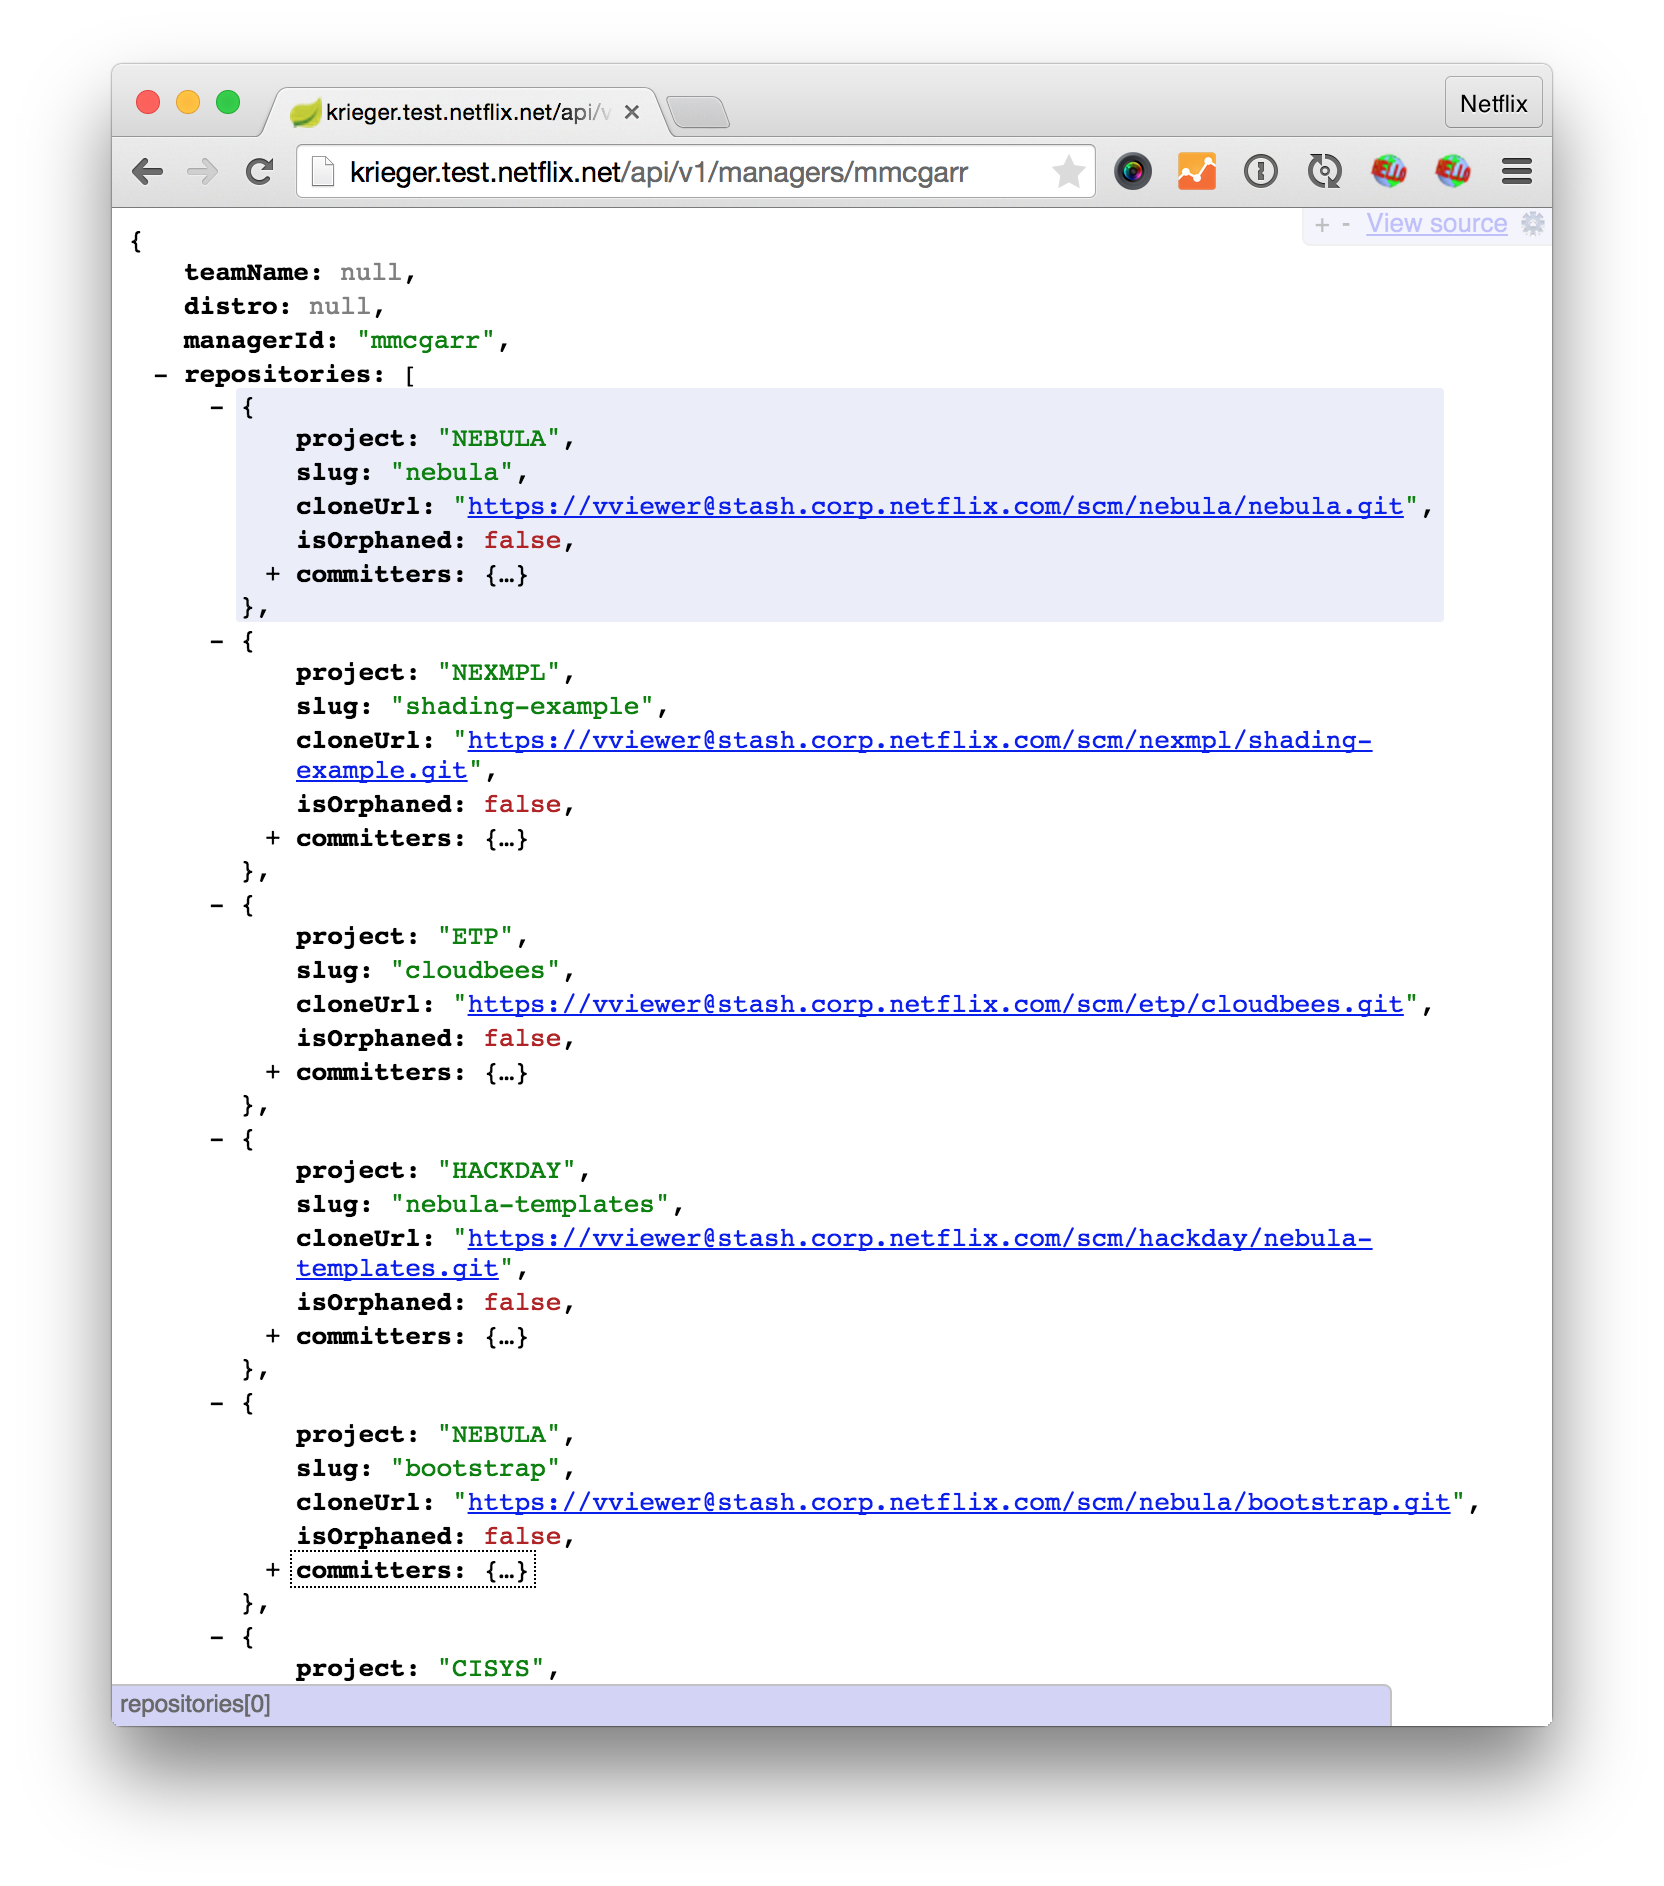 krieger.test.netflix.net/api/v
Netflix
krieger.test.netflix.net/api/v1/managers/mmcgarr
+ - View source
{
teamName: null,
distro: null,
managerId: "mmcgarr",
- repositories: [
- {
project: "NEBULA",
slug: "nebula",
cloneUrl: "https://vviewer@stash.corp.netflix.com/scm/nebula/nebula.git",
isOrphaned: false,
+ committers: {…}
},
- {
project: "NEXMPL",
slug: "shading-example",
cloneUrl: "https://vviewer@stash.corp.netflix.com/scm/nexmpl/shading-
example.git",
isOrphaned: false,
+ committers: {…}
},
- {
project: "ETP",
slug: "cloudbees",
cloneUrl: "https://vviewer@stash.corp.netflix.com/scm/etp/cloudbees.git",
isOrphaned: false,
+ committers: {…}
},
- {
project: "HACKDAY",
slug: "nebula-templates",
cloneUrl: "https://vviewer@stash.corp.netflix.com/scm/hackday/nebula-
templates.git",
isOrphaned: false,
+ committers: {…}
},
- {
project: "NEBULA",
slug: "bootstrap",
cloneUrl: "https://vviewer@stash.corp.netflix.com/scm/nebula/bootstrap.git",
isOrphaned: false,
+ committers: {…}
},
- {
project: "CISYS",
repositories[0]